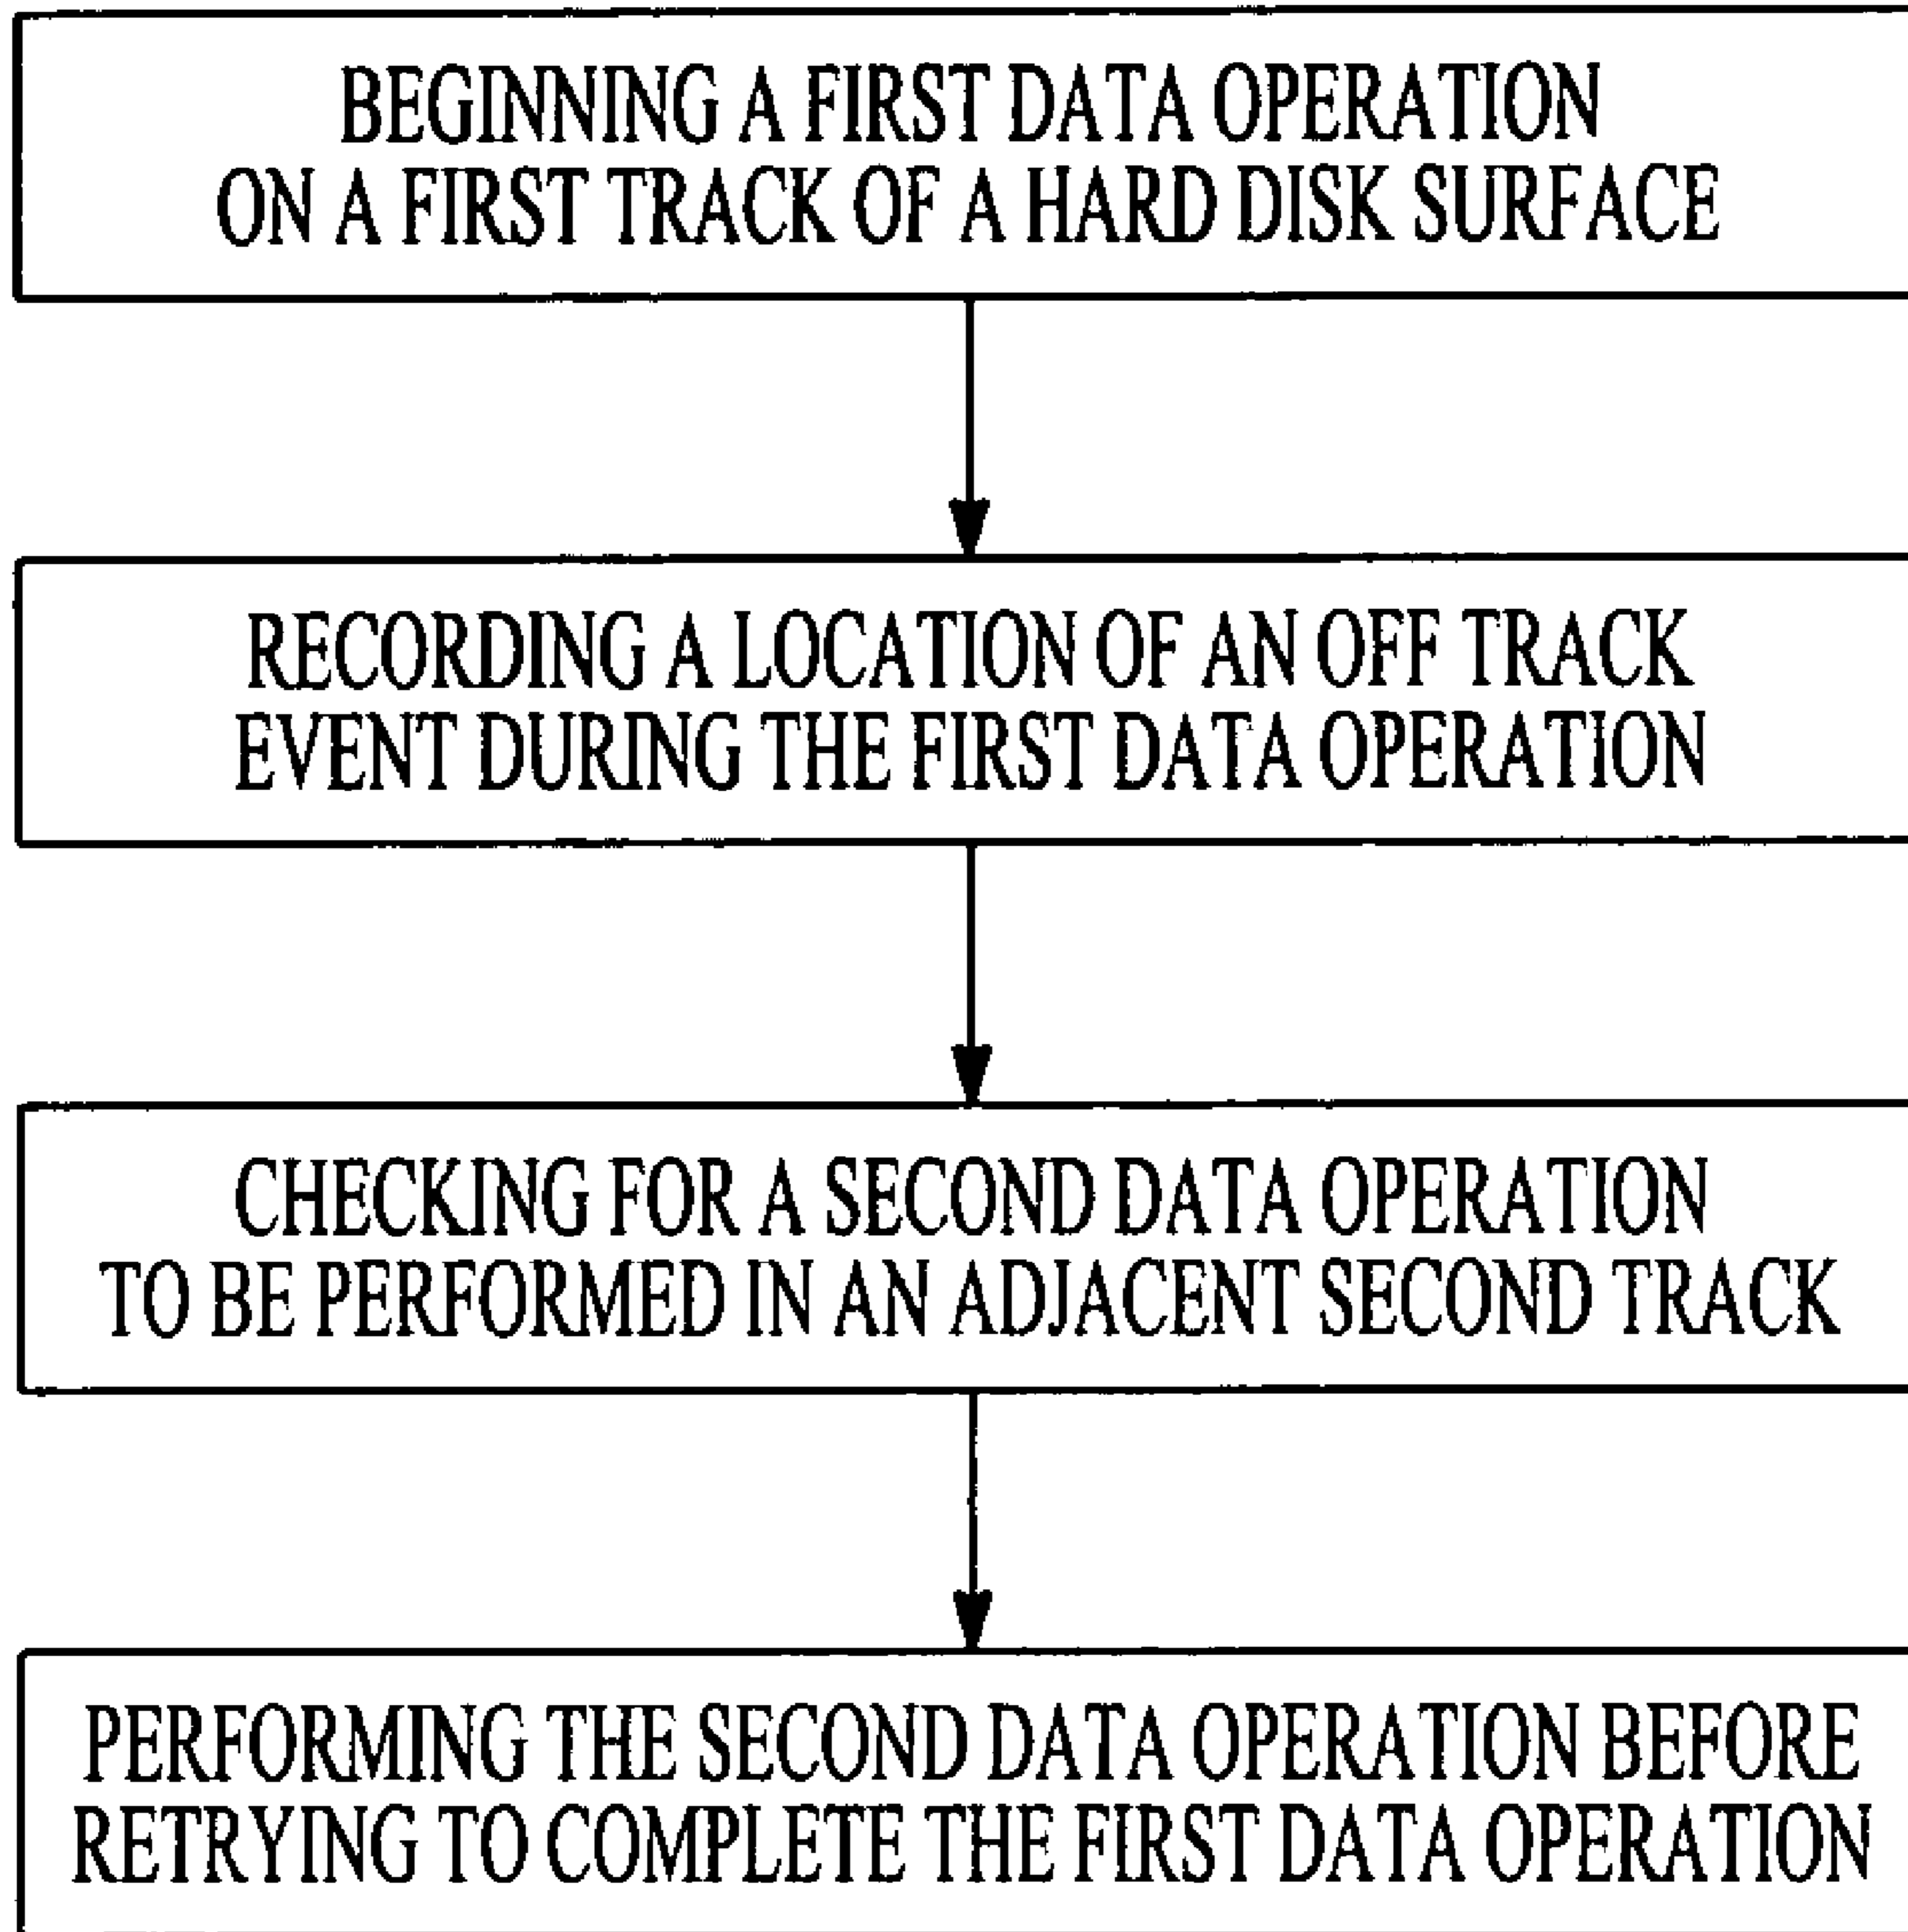 BEGINNING A FIRST DATA OPERATION
ON A FIRST TRACK OF A HARD DISK SURFACE
RECORDING A LOCATION OF AN OFF TRACK
EVENT DURING THE FIRST DATA OPERATION
CHECKING FOR A SECOND DATA OPERATION
TO BE PERFORMED IN AN ADJACENT SECOND TRACK
PERFORMING THE SECOND DATA OPERATION BEFORE
RETRYING TO COMPLETE THE FIRST DATA OPERATION